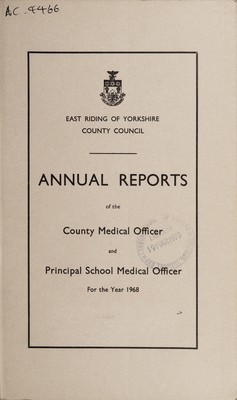 AC. 4466
EAST RIDING OF YORKSHIRE
COUNTY COUNCIL
ANNUAL REPORTS
of the
County Medical Officer
and
Principal School Medical Officer
For the Year 1968